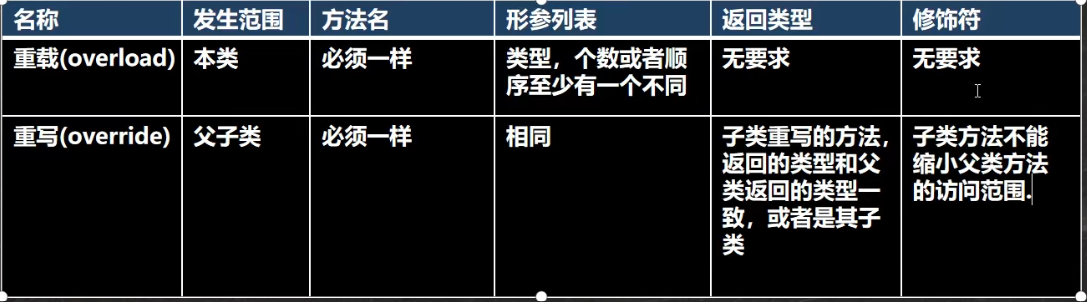 名称 发生范围 方法名 形参列表 返回类型 修饰符
重载(overload) 本类 必须一样 类型，个数或者顺 无要求 无要求
序至少有一个不同
重写(override) 父子类 必须一样 相同 子类重写的方法， 子类方法不能
返回的类型和父 缩小父类方法
类返回的类型一 的访问范围.
致，或者是其子
类